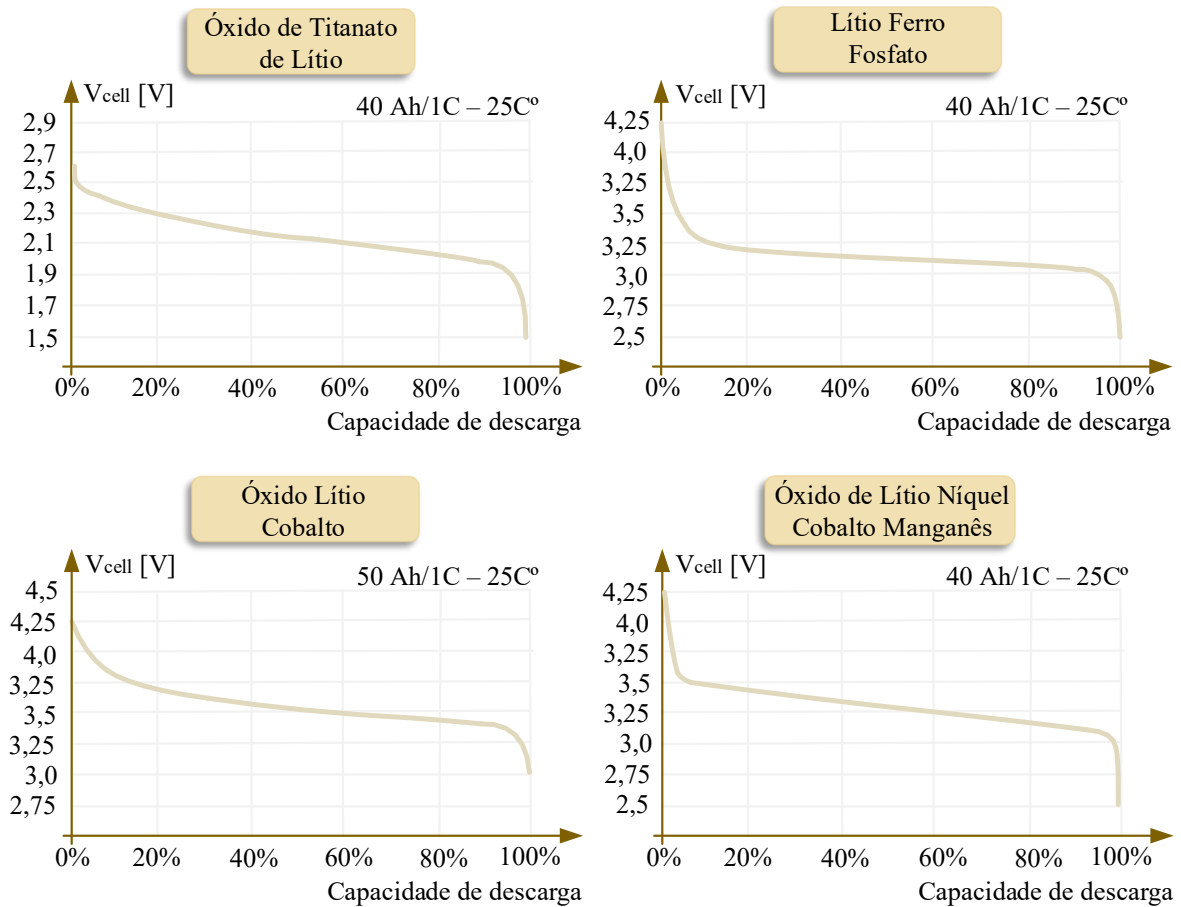 Óxido de Titanato
de Lítio
Vcell [V]
40 Ah/1C – 25Cº
2,9
2,7
2,5
2,3
2,1
1,9
1,7
1,5
0% 20% 40% 60% 80% 100%
Capacidade de descarga
Lítio Ferro
Fosfato
Vcell [V]
40 Ah/1C – 25Cº
4,25
4,0
3,25
3,5
3,25
3,0
2,75
2,5
0% 20% 40% 60% 80% 100%
Capacidade de descarga
Óxido Lítio
Cobalto
Vcell [V]
50 Ah/1C – 25Cº
4,5
4,25
4,0
3,25
3,5
3,25
3,0
2,75
0% 20% 40% 60% 80% 100%
Capacidade de descarga
Óxido de Lítio Níquel
Cobalto Manganês
Vcell [V]
40 Ah/1C – 25Cº
4,25
4,0
3,25
3,5
3,25
3,0
2,75
2,5
0% 20% 40% 60% 80% 100%
Capacidade de descarga